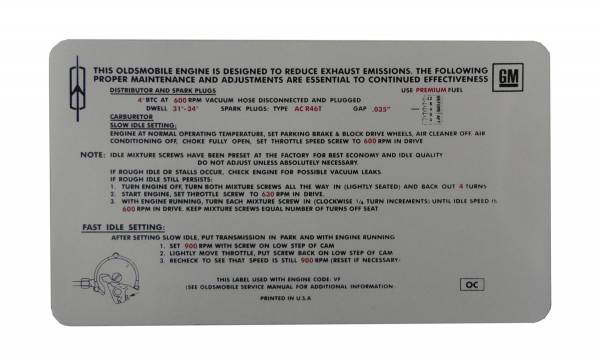 THIS OLDSMOBILE ENGINE IS DESIGNED TO REDUCE EXHAUST EMISSIONS. THE FOLLOWING
PROPER MAINTENANCE AND ADJUSTMENTS ARE ESSENTIAL TO CONTINUED EFFECTIVENESS
GM
DISTRIBUTOR AND SPARK PLUGS
USE PREMIUM FUEL
4° BTC AT 600 RPM VACUUM HOSE DISCONNECTED AND PLUGGED
DWELL 31°-34° SPARK PLUGS: TYPE AC R46T GAP .035"
CARBURETOR
SLOW IDLE SETTING:
ENGINE AT NORMAL OPERATING TEMPERATURE, SET PARKING BRAKE & BLOCK DRIVE WHEELS, AIR CLEANER OFF, AIR
CONDITIONING OFF, CHOKE FULLY OPEN, SET THROTTLE SPEED SCREW TO 600 RPM IN DRIVE
NOTE: IDLE MIXTURE SCREWS HAVE BEEN PRESET AT THE FACTORY FOR BEST ECONOMY AND IDLE QUALITY
DO NOT ADJUST UNLESS ABSOLUTELY NECESSARY.
IF ROUGH IDLE OR STALLS OCCUR, CHECK ENGINE FOR POSSIBLE VACUUM LEAKS
IF ROUGH IDLE STILL PERSISTS:
1. TURN ENGINE OFF, TURN BOTH MIXTURE SCREWS ALL THE WAY IN (LIGHTLY SEATED) AND BACK OUT 4 TURNS
2. START ENGINE, SET THROTTLE SCREW TO 630 RPM IN DRIVE.
3. WITH ENGINE RUNNING, TURN EACH MIXTURE SCREW IN (CLOCKWISE 1/4 TURN INCREMENTS) UNTIL IDLE SPEED IS
600 RPM IN DRIVE. KEEP MIXTURE SCREWS EQUAL NUMBER OF TURNS OFF SEAT
FAST IDLE SETTING:
AFTER SETTING SLOW IDLE, PUT TRANSMISSION IN PARK AND WITH ENGINE RUNNING
1. SET 900 RPM WITH SCREW ON LOW STEP OF CAM
2. LIGHTLY MOVE THROTTLE, PUT SCREW BACK ON LOW STEP OF CAM
3. RECHECK TO SEE THAT SPEED IS STILL 900 RPM (RESET IF NECESSARY)
THIS LABEL USED WITH ENGINE CODE: VF
(SEE OLDSMOBILE SERVICE MANUAL FOR ADDITIONAL INFORMATION)
OC
PRINTED IN U.S.A